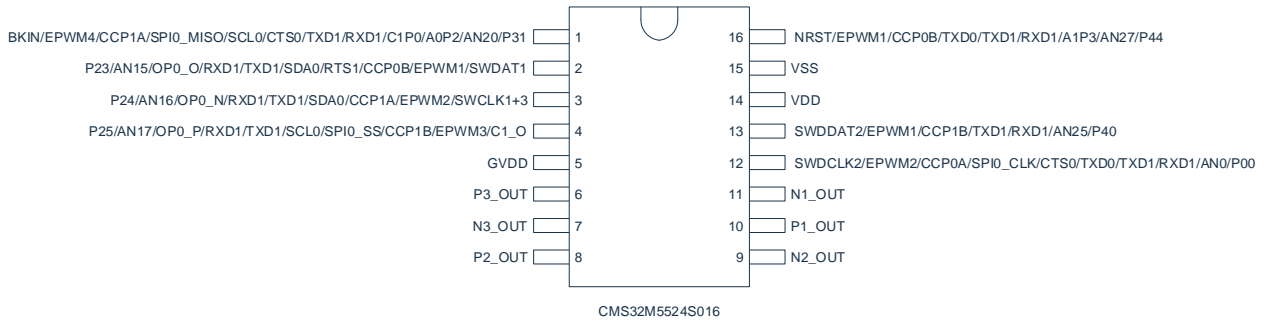 BKIN/EPWM4/CCP1A/SPI0_MISO/SCL0/CTS0/TXD1/RXD1/C1P0/A0P2/AN20/P31 1
P23/AN15/OP0_O/RXD1/TXD1/SDA0/RTS1/CCP0B/EPWM1/SWDAT1 2
P24/AN16/OP0_N/RXD1/TXD1/SDA0/CCP1A/EPWM2/SWCLK1+3 3
P25/AN17/OP0_P/RXD1/TXD1/SCL0/SPI0_SS/CCP1B/EPWM3/C1_O 4
GVDD 5
P3_OUT 6
N3_OUT 7
P2_OUT 8
16 NRST/EPWM1/CCP0B/TXD0/TXD1/RXD1/A1P3/AN27/P44
15 VSS
14 VDD
13 SWDDAT2/EPWM1/CCP1B/TXD1/RXD1/AN25/P40
12 SWDCLK2/EPWM2/CCP0A/SPI0_CLK/CTS0/TXD0/TXD1/RXD1/AN0/P00
11 N1_OUT
10 P1_OUT
9 N2_OUT
CMS32M5524S016